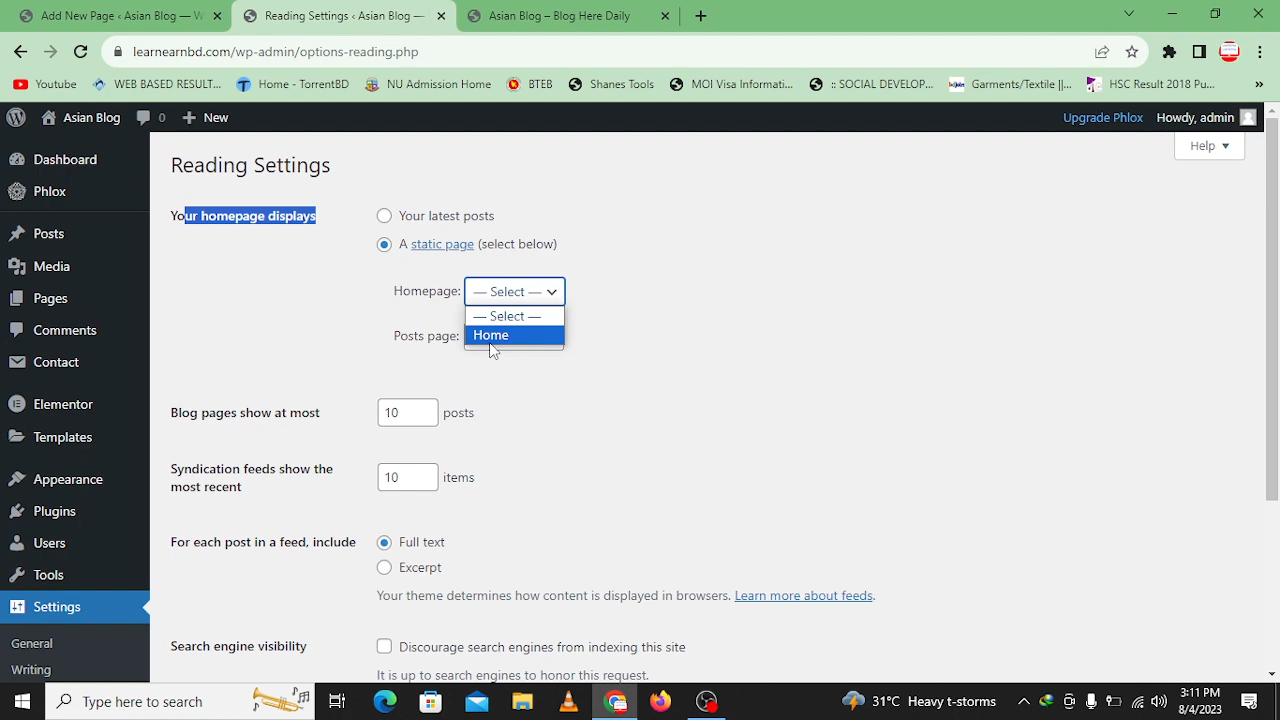 Add New Page ‹ Asian Blog — W
Reading Settings ‹ Asian Blog —
Asian Blog – Blog Here Daily
learnearnbd.com/wp-admin/options-reading.php
Youtube
WEB BASED RESULT...
Home - TorrentBD
NU Admission Home
BTEB
Shanes Tools
MOI Visa Informati...
:: SOCIAL DEVELOP...
Garments/Textile ||...
HSC Result 2018 Pu...
Asian Blog
0
New
Upgrade Phlox
Howdy, admin
Dashboard
Phlox
Posts
Media
Pages
Comments
Contact
Elementor
Templates
Appearance
Plugins
Users
Tools
Settings
General
Writing
Help
Reading Settings
Your homepage displays
Your latest posts
A static page (select below)
Homepage: — Select —
— Select —
Home
Posts page:
Blog pages show at most
10 posts
Syndication feeds show the
most recent
10 items
For each post in a feed, include
Full text
Excerpt
Your theme determines how content is displayed in browsers. Learn more about feeds.
Search engine visibility
Discourage search engines from indexing this site
It is up to search engines to honor this request.
Type here to search
31°C Heavy t-storms
3:11 PM
8/4/2023